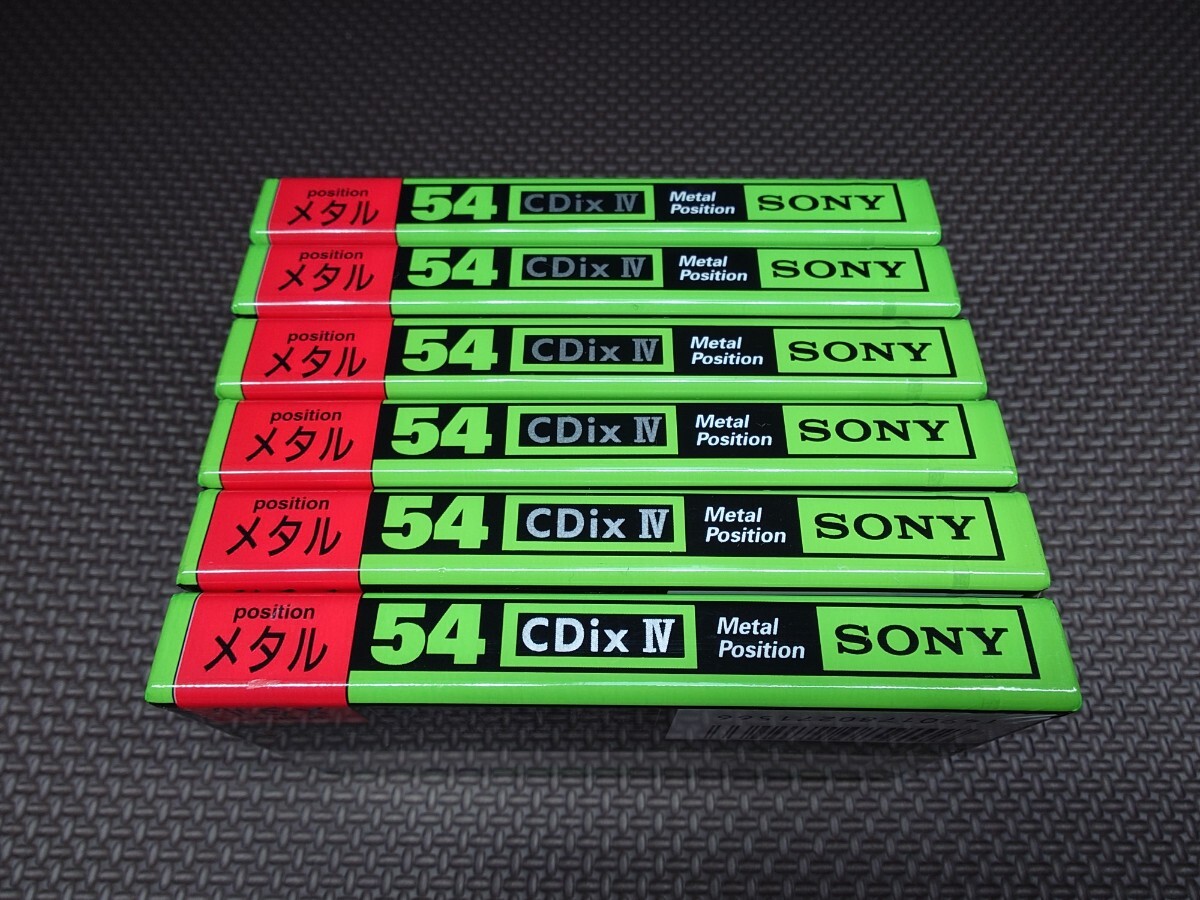 position
メタル 54 CDix Ⅳ Metal Position SONY
position
メタル 54 CDix Ⅳ Metal Position SONY
position
メタル 54 CDix Ⅳ Metal Position SONY
position
メタル 54 CDix Ⅳ Metal Position SONY
position
メタル 54 CDix Ⅳ Metal Position SONY
position
メタル 54 CDix Ⅳ Metal Position SONY